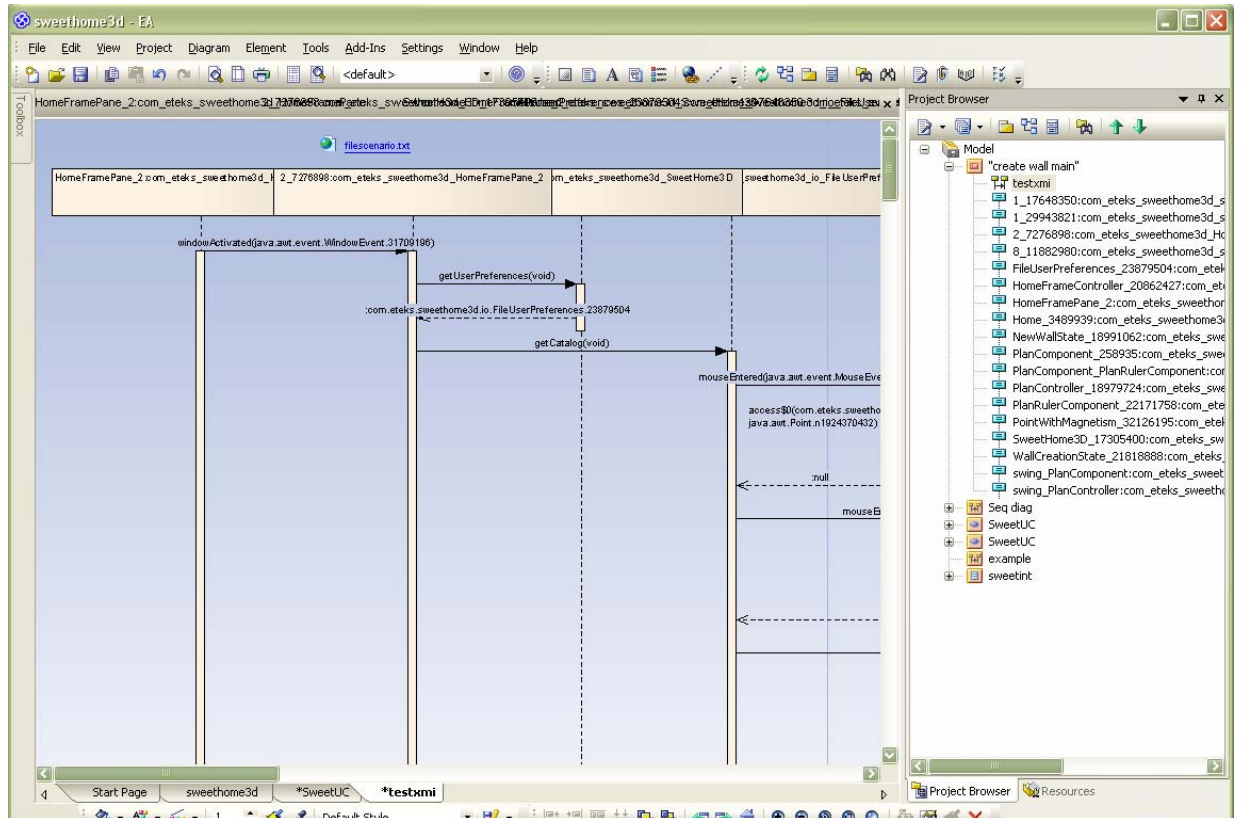 sweethome3d - EA
File Edit View Project Diagram Element Tools Add-Ins Settings Window Help
<default>
Toolbox
filescenario.txt
HomeFramePane_2:com_eteks_sweethome3d_H
2_7276898:com_eteks_sweethome3d_HomeFramePane_2
om_eteks_sweethome3d_SweetHome3D
sweethome3d_io_FileUserPref
windowActivated(java.awt.event.WindowEvent.31709196)
getUserPreferences(void)
:com.eteks.sweethome3d.io.FileUserPreferences.23879504
getCatalog(void)
mouseEntered(java.awt.event.MouseEve
access$0(com.eteks.sweetho
java.awt.Point.n1924370432)
:null
mouseE
Start Page sweethome3d *SweetUC *testxmi
1 Default Style
Project Browser
Model
"create wall main"
testxmi
1_17648350:com_eteks_sweethome3d_s
1_29943821:com_eteks_sweethome3d_s
2_7276898:com_eteks_sweethome3d_Ho
8_11882980:com_eteks_sweethome3d_s
FileUserPreferences_23879504:com_etek
HomeFrameController_20862427:com_et
HomeFramePane_2:com_eteks_sweethor
Home_3489939:com_eteks_sweethome3
NewWallState_18991062:com_eteks_swe
PlanComponent_258935:com_eteks_swe
PlanComponent_PlanRulerComponent:cor
PlanController_18979724:com_eteks_swe
PlanRulerComponent_22171758:com_ete
PointWithMagnetism_32126195:com_etek
SweetHome3D_17305400:com_eteks_sw
WallCreationState_21818888:com_eteks_
swing_PlanComponent:com_eteks_sweet
swing_PlanController:com_eteks_sweetho
Seq diag
SweetUC
SweetUC
example
sweetint
Project Browser Resources